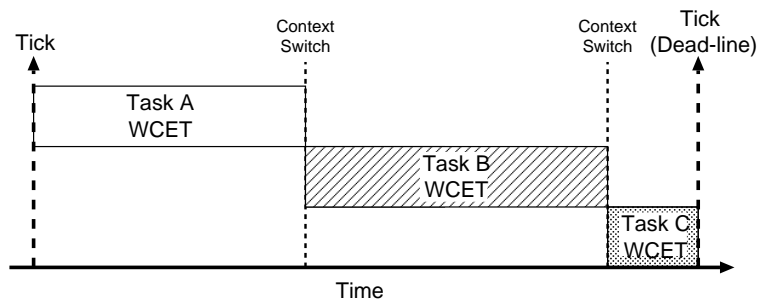 Tick
Context
Switch
Context
Switch
Tick
(Dead-line)
Task A
WCET
Task B
WCET
Task C
WCET
Time